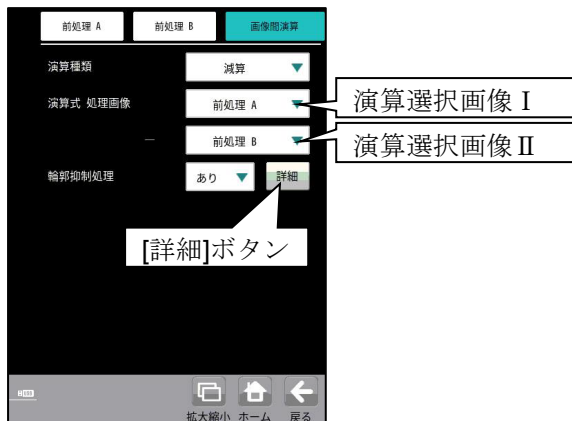 前処理 A 前処理 B 画像間演算
演算種類 減算
演算式 処理画像 前処理 A 演算選択画像Ⅰ
― 前処理 B 演算選択画像Ⅱ
輪郭抑制処理 あり 詳細
[詳細]ボタン
拡大縮小 ホーム 戻る